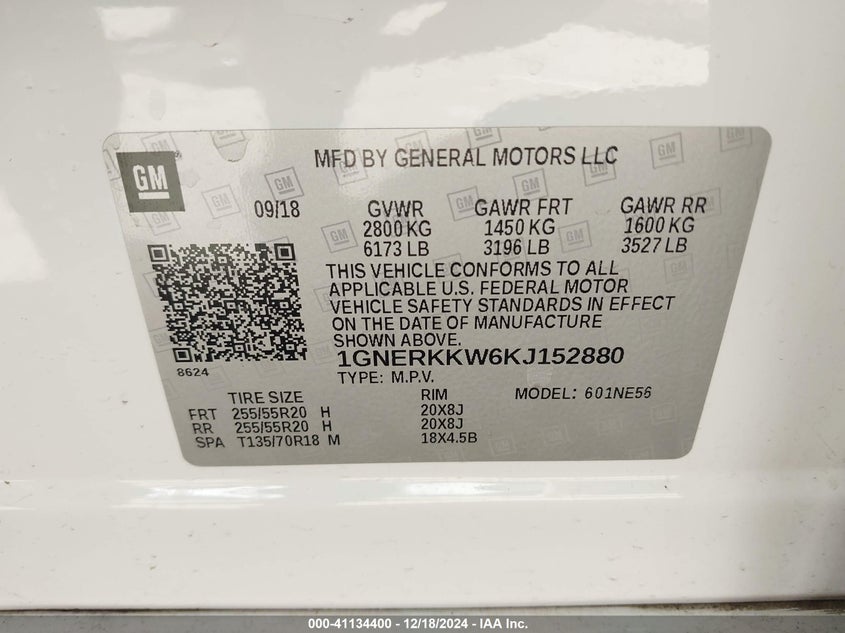 GM
MFD BY GENERAL MOTORS LLC
09/18 GVWR GAWR FRT GAWR RR
2800 KG 1450 KG 1600 KG
6173 LB 3196 LB 3527 LB
THIS VEHICLE CONFORMS TO ALL
APPLICABLE U.S. FEDERAL MOTOR
VEHICLE SAFETY STANDARDS IN EFFECT
ON THE DATE OF MANUFACTURE
SHOWN ABOVE.
8624
1GNERKKW6KJ152880
TYPE: M.P.V.
TIRE SIZE RIM MODEL: 601NE56
FRT 255/55R20 H 20X8J
RR 255/55R20 H 20X8J
SPA T135/70R18 M 18X4.5B
000-41134400 - 12/18/2024 - IAA Inc.